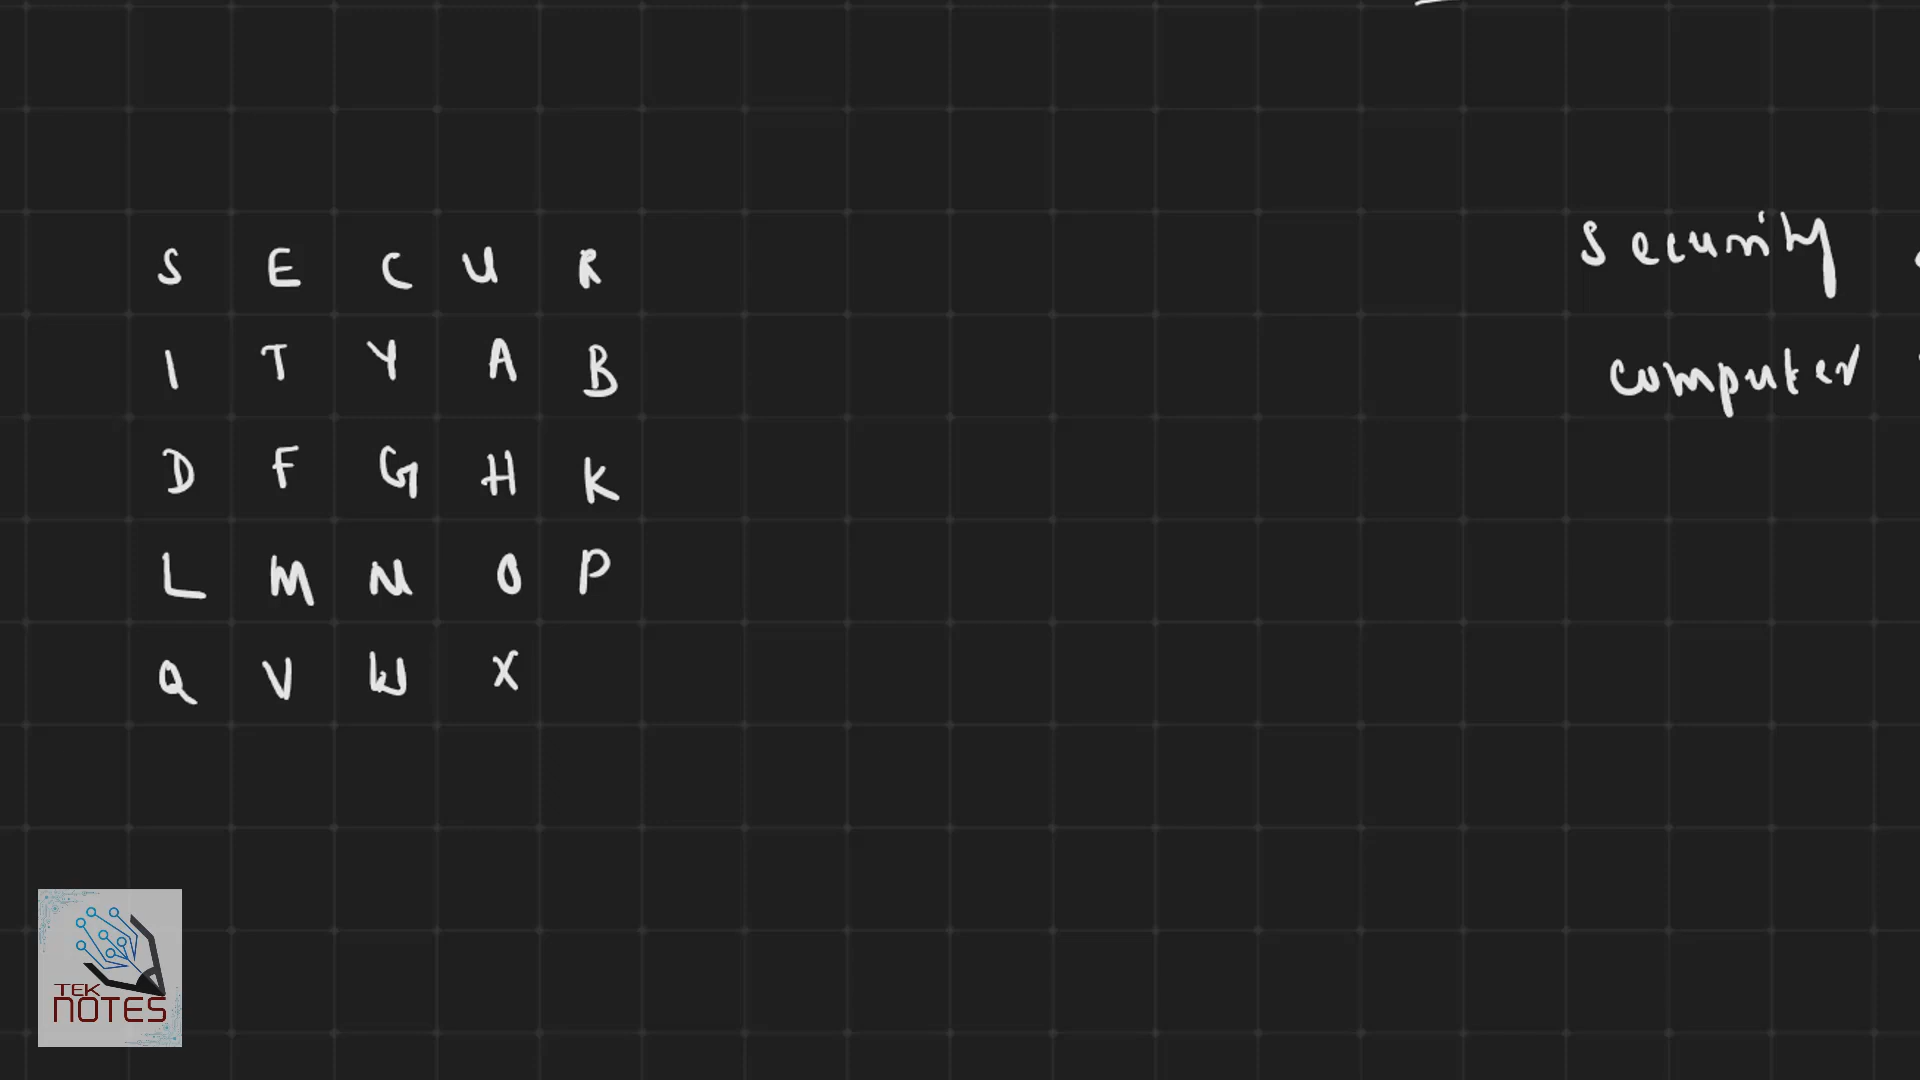 S E C U R
I T Y A B
D F G H K
L M N O P
Q V W X
Security
computer
TEK
NOTES